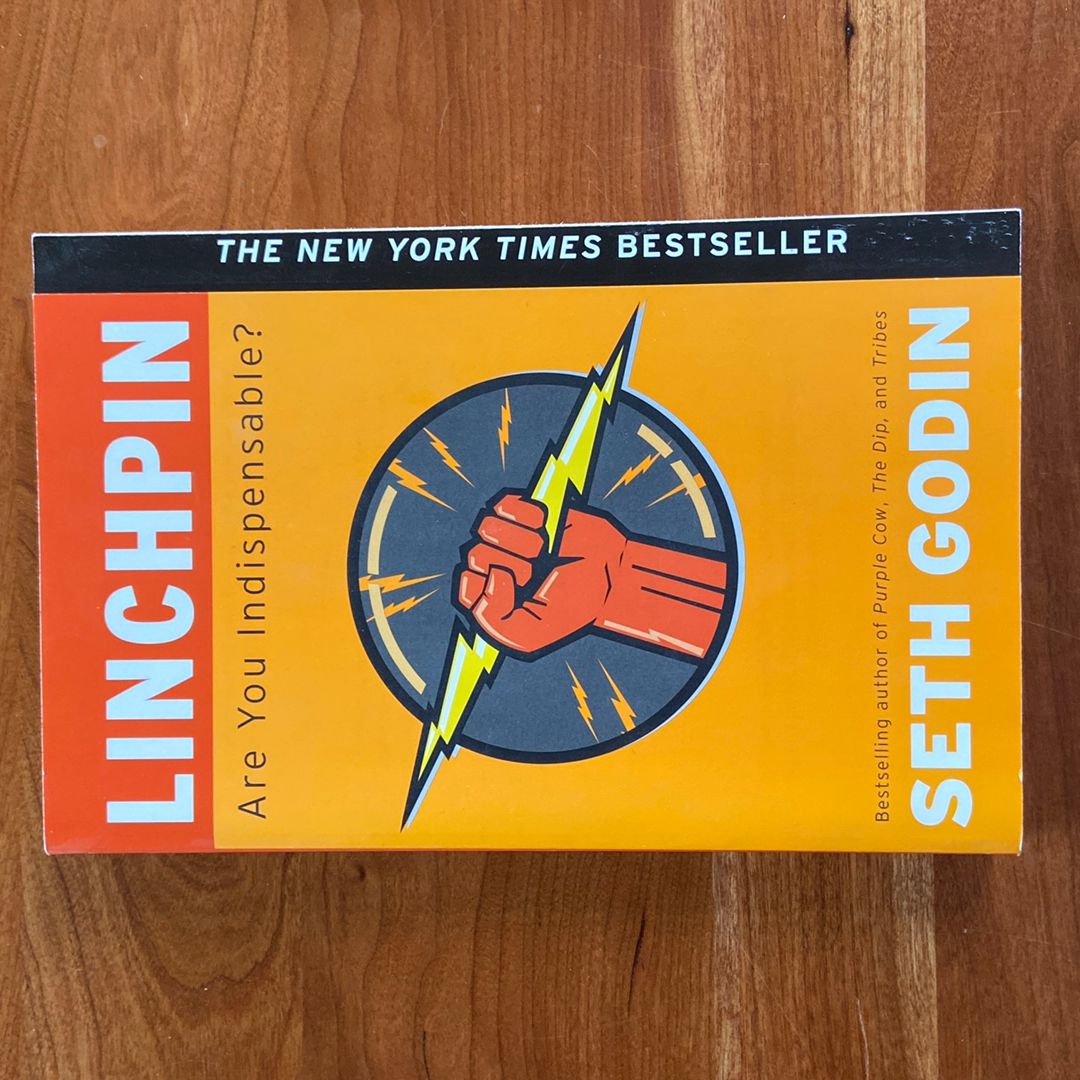 THE NEW YORK TIMES BESTSELLER
LINCHPIN
Are You Indispensable?
Bestselling author of Purple Cow, The Dip, and Tribes
SETH GODIN